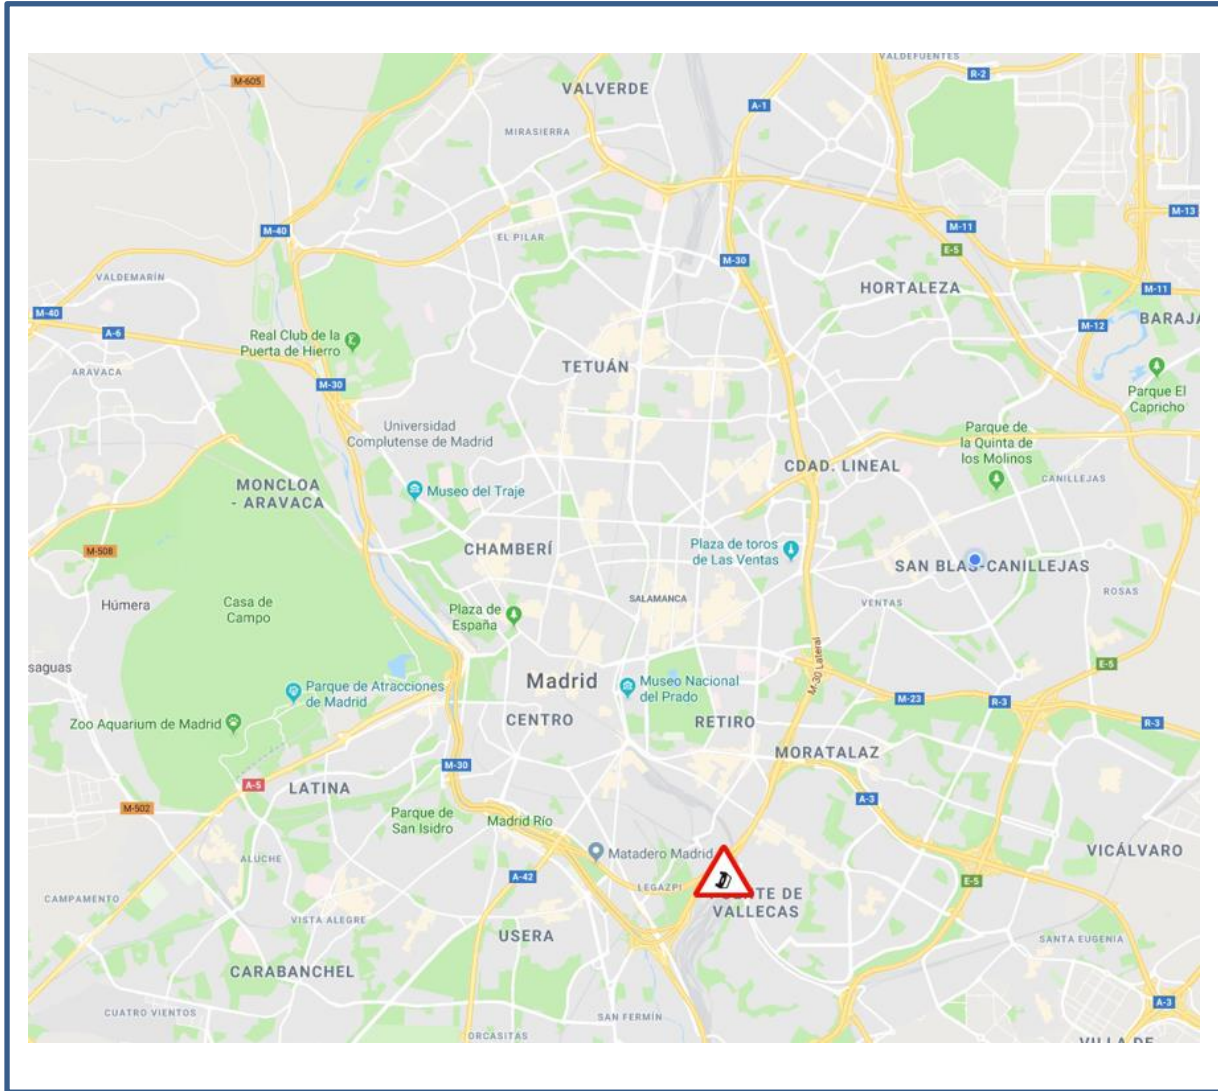 VALDEFUENTES
R-2
M-605
VALVERDE
A-1
MIRASIERRA
M-13
M-40
M-11
EL PILAR
E-5
M-30
VALDEMARÍN
HORTALEZA
M-11
M-40
BARAJA
M-12
A-6
Real Club de la
Puerta de Hierro
TETUÁN
ARAVACA
M-30
Parque El
Capricho
Universidad
Complutense de Madrid
Parque de
la Quinta de
los Molinos
CDAD. LINEAL
CANILLEJAS
MONCLOA
- ARAVACA
Museo del Traje
CHAMBERÍ
Plaza de toros
de Las Ventas
M-508
SAN BLAS-CANILLEJAS
ROSAS
Húmera
Casa de
Campo
SALAMANCA
VENTAS
Plaza de
España
M-30 Lateral
saguas
E-5
Madrid
Museo Nacional
del Prado
Parque de Atracciones
de Madrid
M-23
R-3
R-3
Zoo Aquarium de Madrid
CENTRO
RETIRO
MORATALAZ
M-30
A-5
LATINA
A-3
M-502
Parque de
San Isidro
Madrid Río
Matadero Madrid
VICÁLVARO
ALUCHE
A-42
LEGAZPI
E-5
CAMPAMENTO
TE DE
VALLECAS
VISTA ALEGRE
USERA
SANTA EUGENIA
CARABANCHEL
A-3
CUATRO VIENTOS
SAN FERMÍN
ORCASITAS
VILLA DE